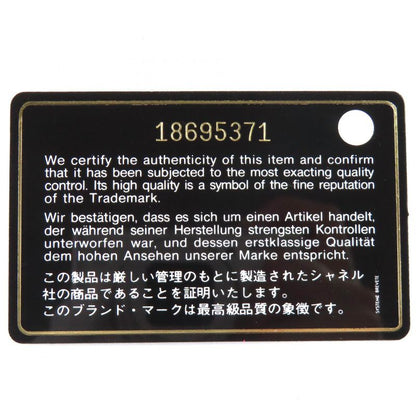 18695371
We certify the authenticity of this item and confirm
that it has been subjected to the most exacting quality
control. Its high quality is a symbol of the fine reputation
of the Trademark.
Wir bestätigen, dass es sich um einen Artikel handelt,
der während seiner Herstellung strengsten Kontrollen
unterworfen war, und dessen erstklassige Qualität
dem hohen Ansehen unserer Marke entspricht.
この製品は厳しい管理のもとに製造されたシャネル
社の商品であることを証明いたします。
このブランド・マークは最高級品質の象徴です。
SYSTEME BREVETE